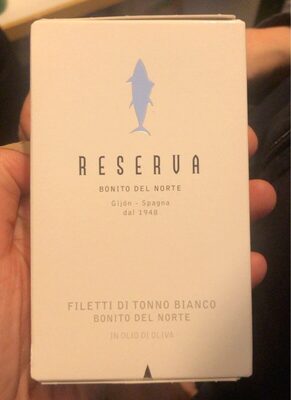 RESERVA
BONITO DEL NORTE
Gijón - Spagna
dal 1948
FILETTI DI TONNO BIANCO
BONITO DEL NORTE
IN OLIO DI OLIVA